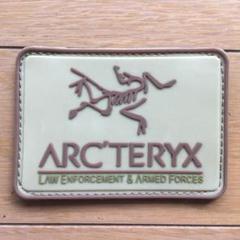 ARC'TERYX
LAW ENFORCEMENT & ARMED FORCES